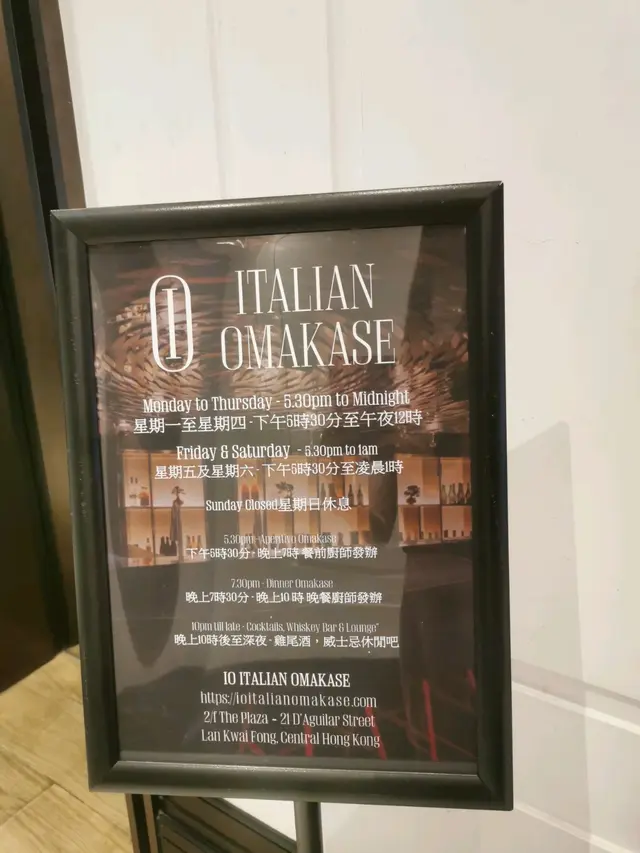 IO
ITALIAN
OMAKASE
Monday to Thursday - 5.30pm to Midnight
星期一至星期四 - 下午5時30分至午夜12時
Friday & Saturday - 5.30pm to 1am
星期五及星期六 - 下午5時30分至凌晨1時
Sunday Closed星期日休息
5.30pm - Aperitivo Omakase
下午5時30分 - 晚上7時 餐前廚師發辦
7.30pm - Dinner Omakase
晚上7時30分 - 晚上10時 晚餐廚師發辦
10pm till late - Cocktails, Whiskey Bar & Lounge"
晚上10時後至深夜 - 雞尾酒，威士忌休閒吧
IO ITALIAN OMAKASE
https://ioitalianomakase.com
2/f The Plaza - 21 D'Aguilar Street
Lan Kwai Fong, Central Hong Kong